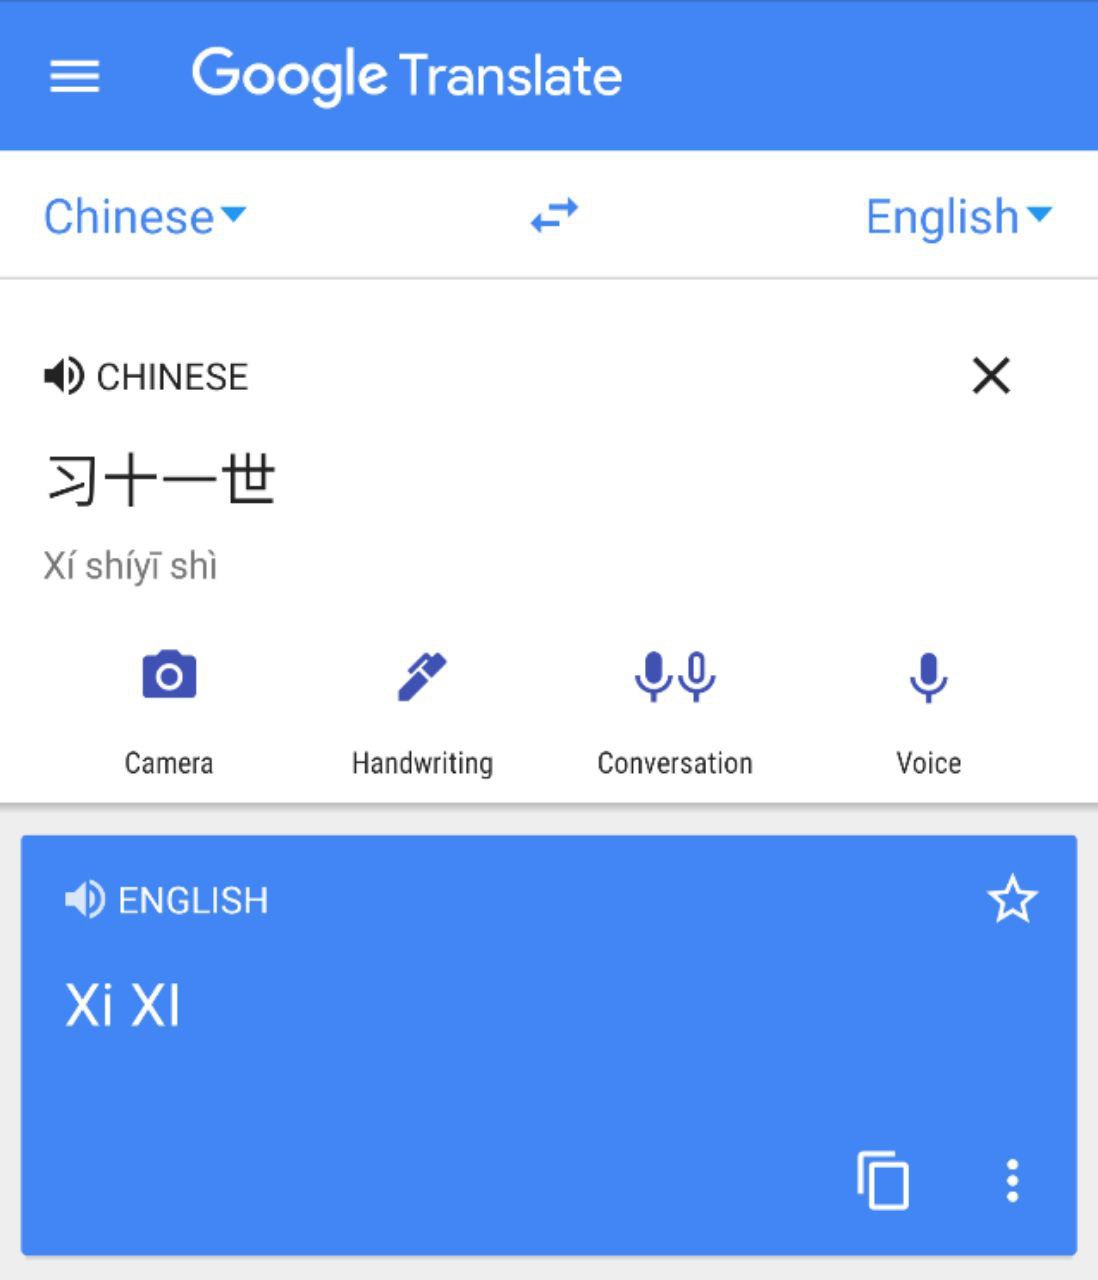 Google Translate
Chinese English
CHINESE
习十一世
Xí shíyī shì
Camera Handwriting Conversation Voice
ENGLISH
Xi XI